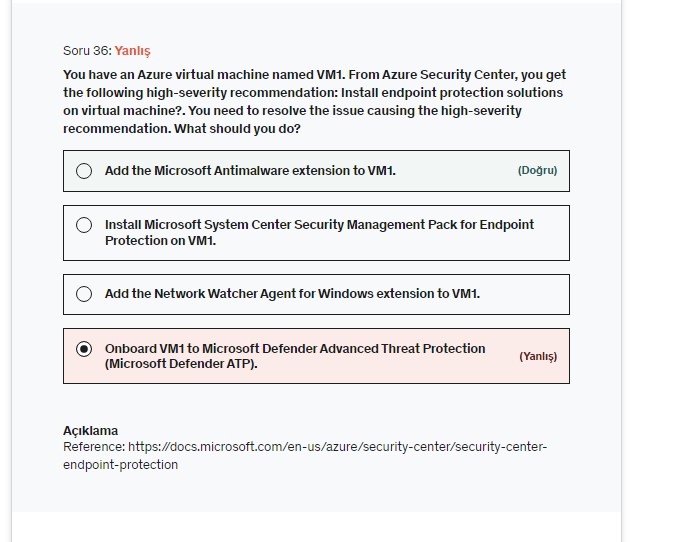 Soru 36: Yanlış
You have an Azure virtual machine named VM1. From Azure Security Center, you get
the following high-severity recommendation: Install endpoint protection solutions
on virtual machine?. You need to resolve the issue causing the high-severity
recommendation. What should you do?
Add the Microsoft Antimalware extension to VM1.
(Doğru)
Install Microsoft System Center Security Management Pack for Endpoint
Protection on VM1.
Add the Network Watcher Agent for Windows extension to VM1.
Onboard VM1 to Microsoft Defender Advanced Threat Protection
(Microsoft Defender ATP).
(Yanlış)
Açıklama
Reference: https://docs.microsoft.com/en-us/azure/security-center/security-center-
endpoint-protection